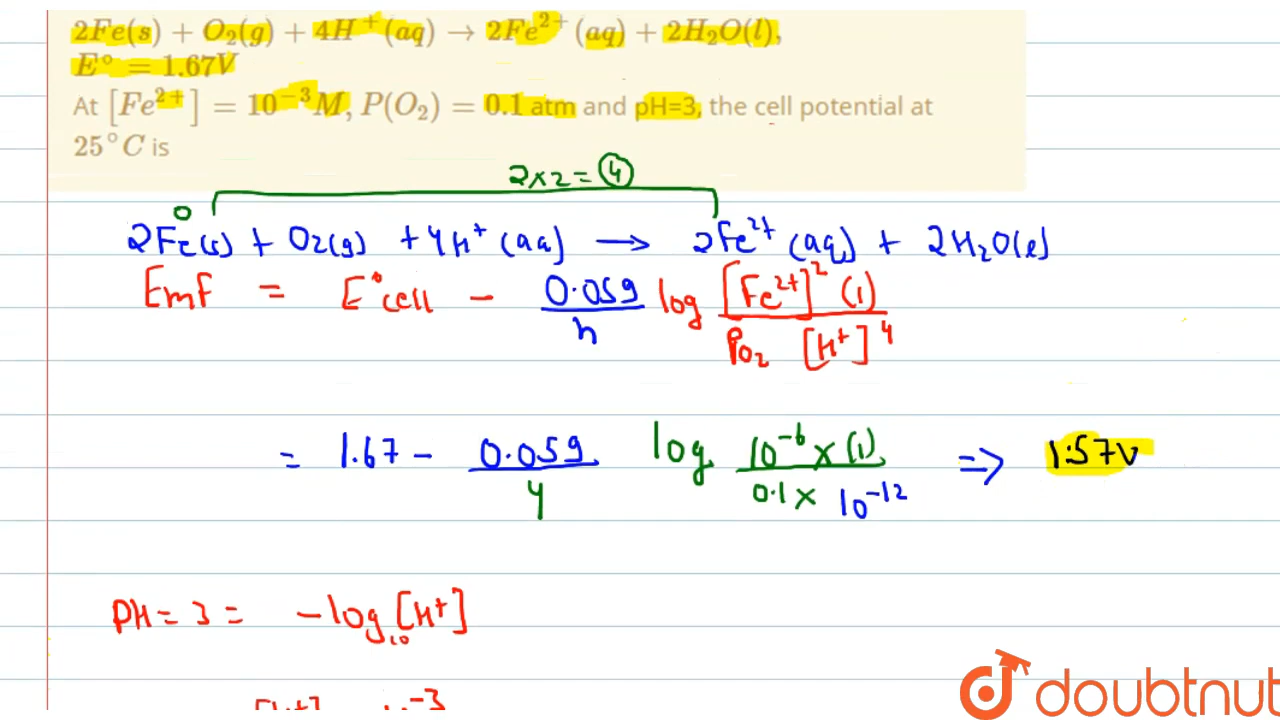 2Fe(s) + O₂(g) + 4H⁺(aq) → 2Fe²⁺(aq) + 2H₂O(l),
E° = 1.67V
At [Fe²⁺] = 10⁻³M, P(O₂) = 0.1 atm and pH=3, the cell potential at
25°C is
2x2 = 4
0
2Fe(s) + O₂(g) + 4H⁺(aq) → 2Fe²⁺(aq) + 2H₂O(l)
Emf = E°cell - 0.059/n log [Fe²⁺]² (1) / Po₂ [H⁺]⁴
= 1.67 - 0.059/4 log 10⁻⁶ x (1) / 0.1 x 10⁻¹² ⇒ 1.57V
PH = 3 = -log₁₀[H⁺]
doubtnut